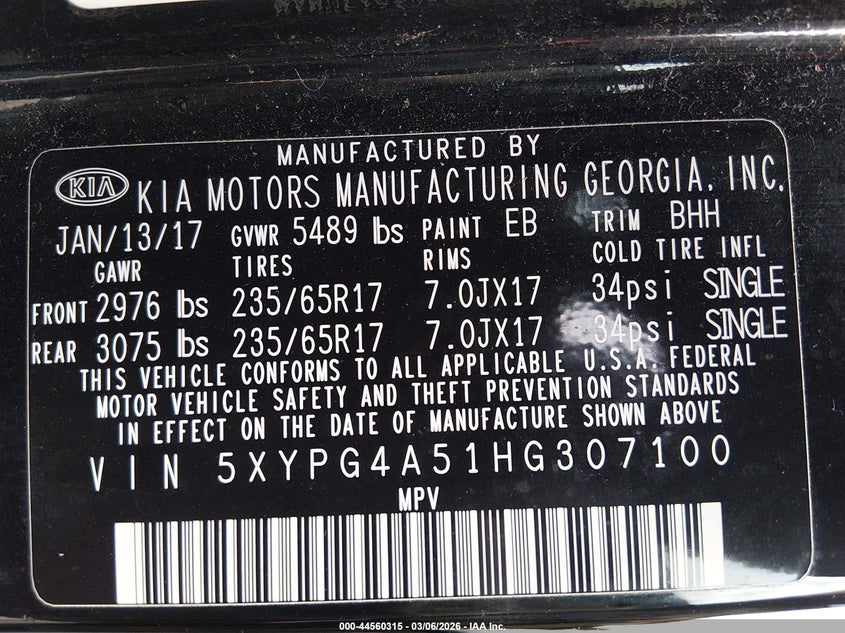 MANUFACTURED BY
KIA KIA MOTORS MANUFACTURING GEORGIA, INC.
JAN/13/17 GVWR 5489 lbs PAINT EB TRIM BHH
GAWR TIRES RIMS COLD TIRE INFL
FRONT 2976 lbs 235/65R17 7.0JX17 34psi SINGLE
REAR 3075 lbs 235/65R17 7.0JX17 34psi SINGLE
THIS VEHICLE CONFORMS TO ALL APPLICABLE U.S.A. FEDERAL
MOTOR VEHICLE SAFETY AND THEFT PREVENTION STANDARDS
IN EFFECT ON THE DATE OF MANUFACTURE SHOWN ABOVE
VIN 5XYPG4A51HG307100
MPV
000-44560315 - 03/06/2026 - IAA Inc.